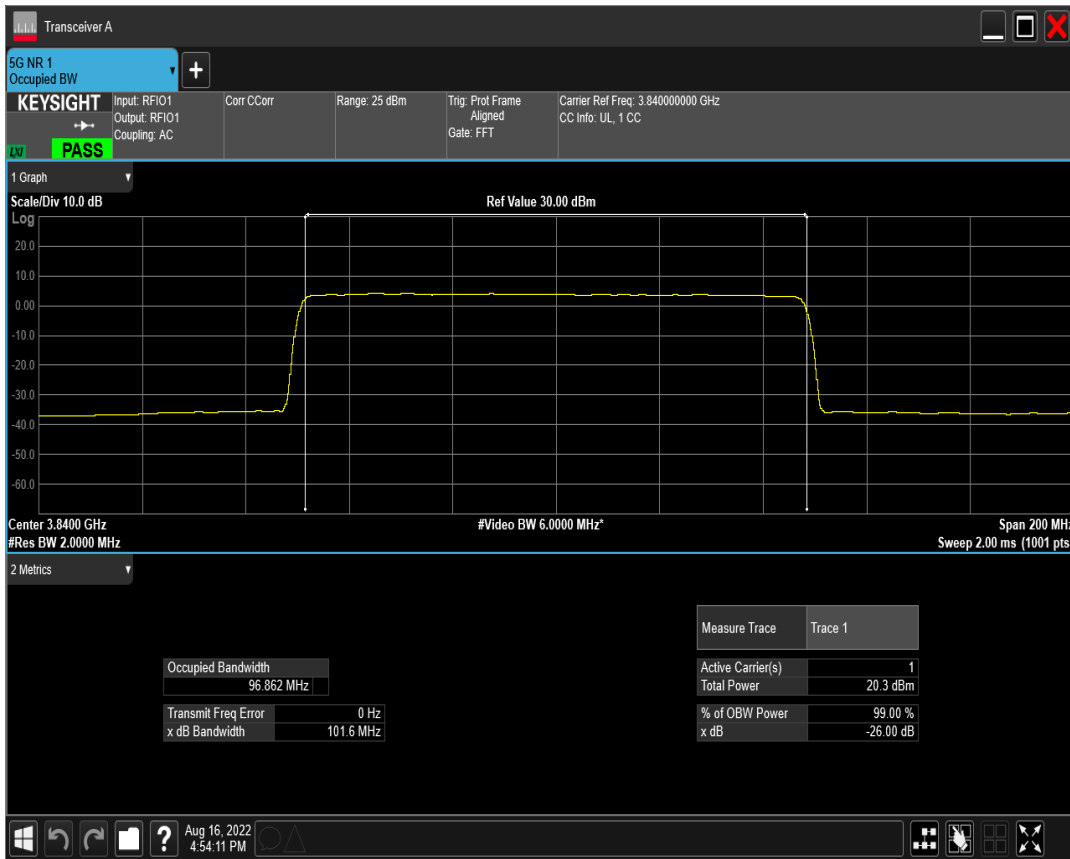 Transceiver A
5G NR 1
Occupied BW
KEYSIGHT
LXI
PASS
Input: RFIO1
Output: RFIO1
Coupling: AC
Corr CCorr
Range: 25 dBm
Trig: Prot Frame
Aligned
Gate: FFT
Carrier Ref Freq: 3.840000000 GHz
CC Info: UL, 1 CC
1 Graph
Scale/Div 10.0 dB
Ref Value 30.00 dBm
Log
20.0
10.0
0.00
-10.0
-20.0
-30.0
-40.0
-50.0
-60.0
Center 3.8400 GHz
#Video BW 6.0000 MHz*
Span 200 MHz
#Res BW 2.0000 MHz
Sweep 2.00 ms (1001 pts
2 Metrics
Measure Trace Trace 1
Occupied Bandwidth
96.862 MHz
Active Carrier(s) 1
Total Power 20.3 dBm
Transmit Freq Error 0 Hz
x dB Bandwidth 101.6 MHz
% of OBW Power 99.00 %
x dB -26.00 dB
?
Aug 16, 2022
4:54:11 PM